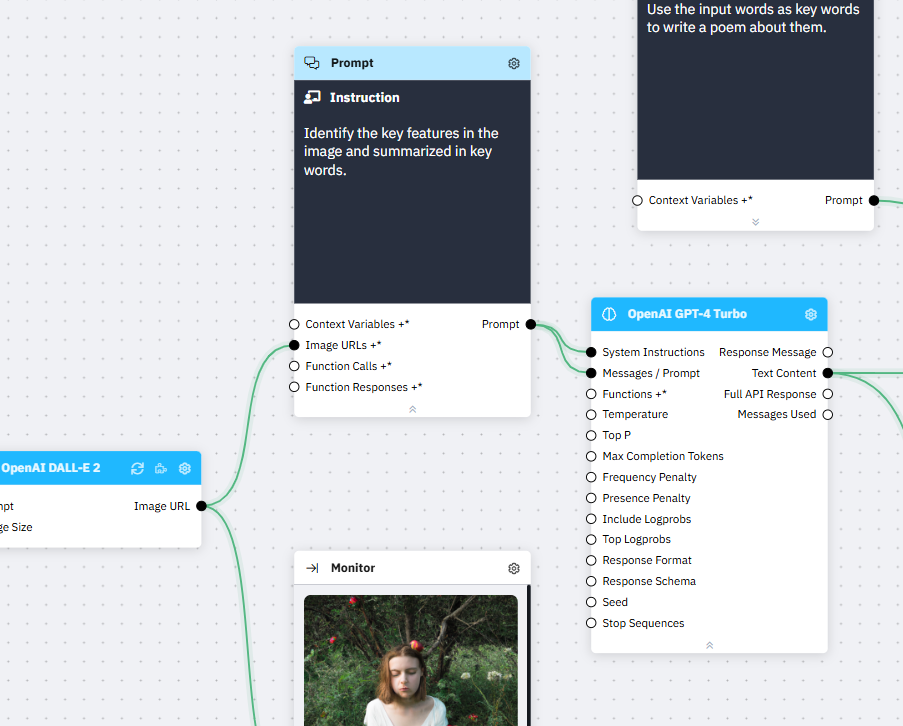 Use the input words as key words
to write a poem about them.
Context Variables +*
Prompt
Prompt
Instruction
Identify the key features in the
image and summarized in key
words.
Context Variables +*
Prompt
Image URLs +*
Function Calls +*
Function Responses +*
OpenAI GPT-4 Turbo
System Instructions
Response Message
Messages / Prompt
Text Content
Functions +*
Full API Response
Temperature
Messages Used
Top P
Max Completion Tokens
Frequency Penalty
Presence Penalty
Include Logprobs
Top Logprobs
Response Format
Response Schema
Seed
Stop Sequences
OpenAI DALL-E 2
mpt
Image URL
ge Size
Monitor